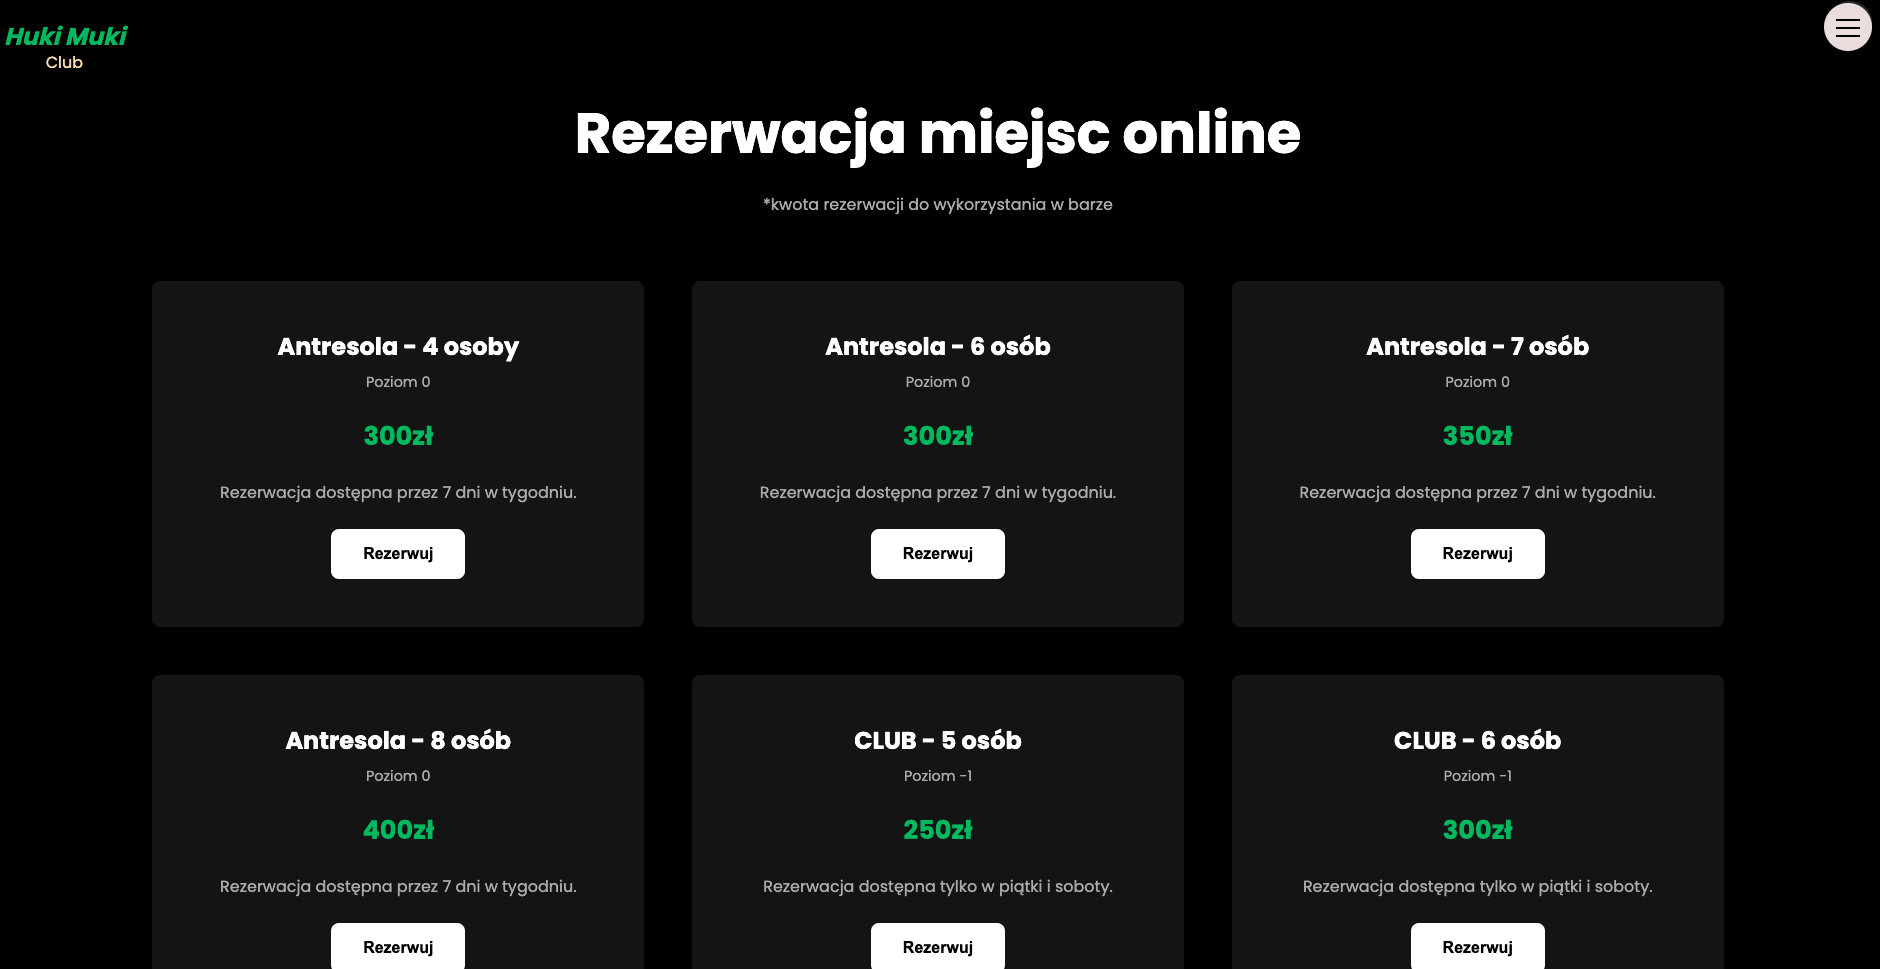 Huki Muki
Club
Rezerwacja miejsc online
*kwota rezerwacji do wykorzystania w barze
Antresola - 4 osoby
Poziom 0
300zł
Rezerwacja dostępna przez 7 dni w tygodniu.
Rezerwuj
Antresola - 6 osób
Poziom 0
300zł
Rezerwacja dostępna przez 7 dni w tygodniu.
Rezerwuj
Antresola - 7 osób
Poziom 0
350zł
Rezerwacja dostępna przez 7 dni w tygodniu.
Rezerwuj
Antresola - 8 osób
Poziom 0
400zł
Rezerwacja dostępna przez 7 dni w tygodniu.
Rezerwuj
CLUB - 5 osób
Poziom -1
250zł
Rezerwacja dostępna tylko w piątki i soboty.
Rezerwuj
CLUB - 6 osób
Poziom -1
300zł
Rezerwacja dostępna tylko w piątki i soboty.
Rezerwuj